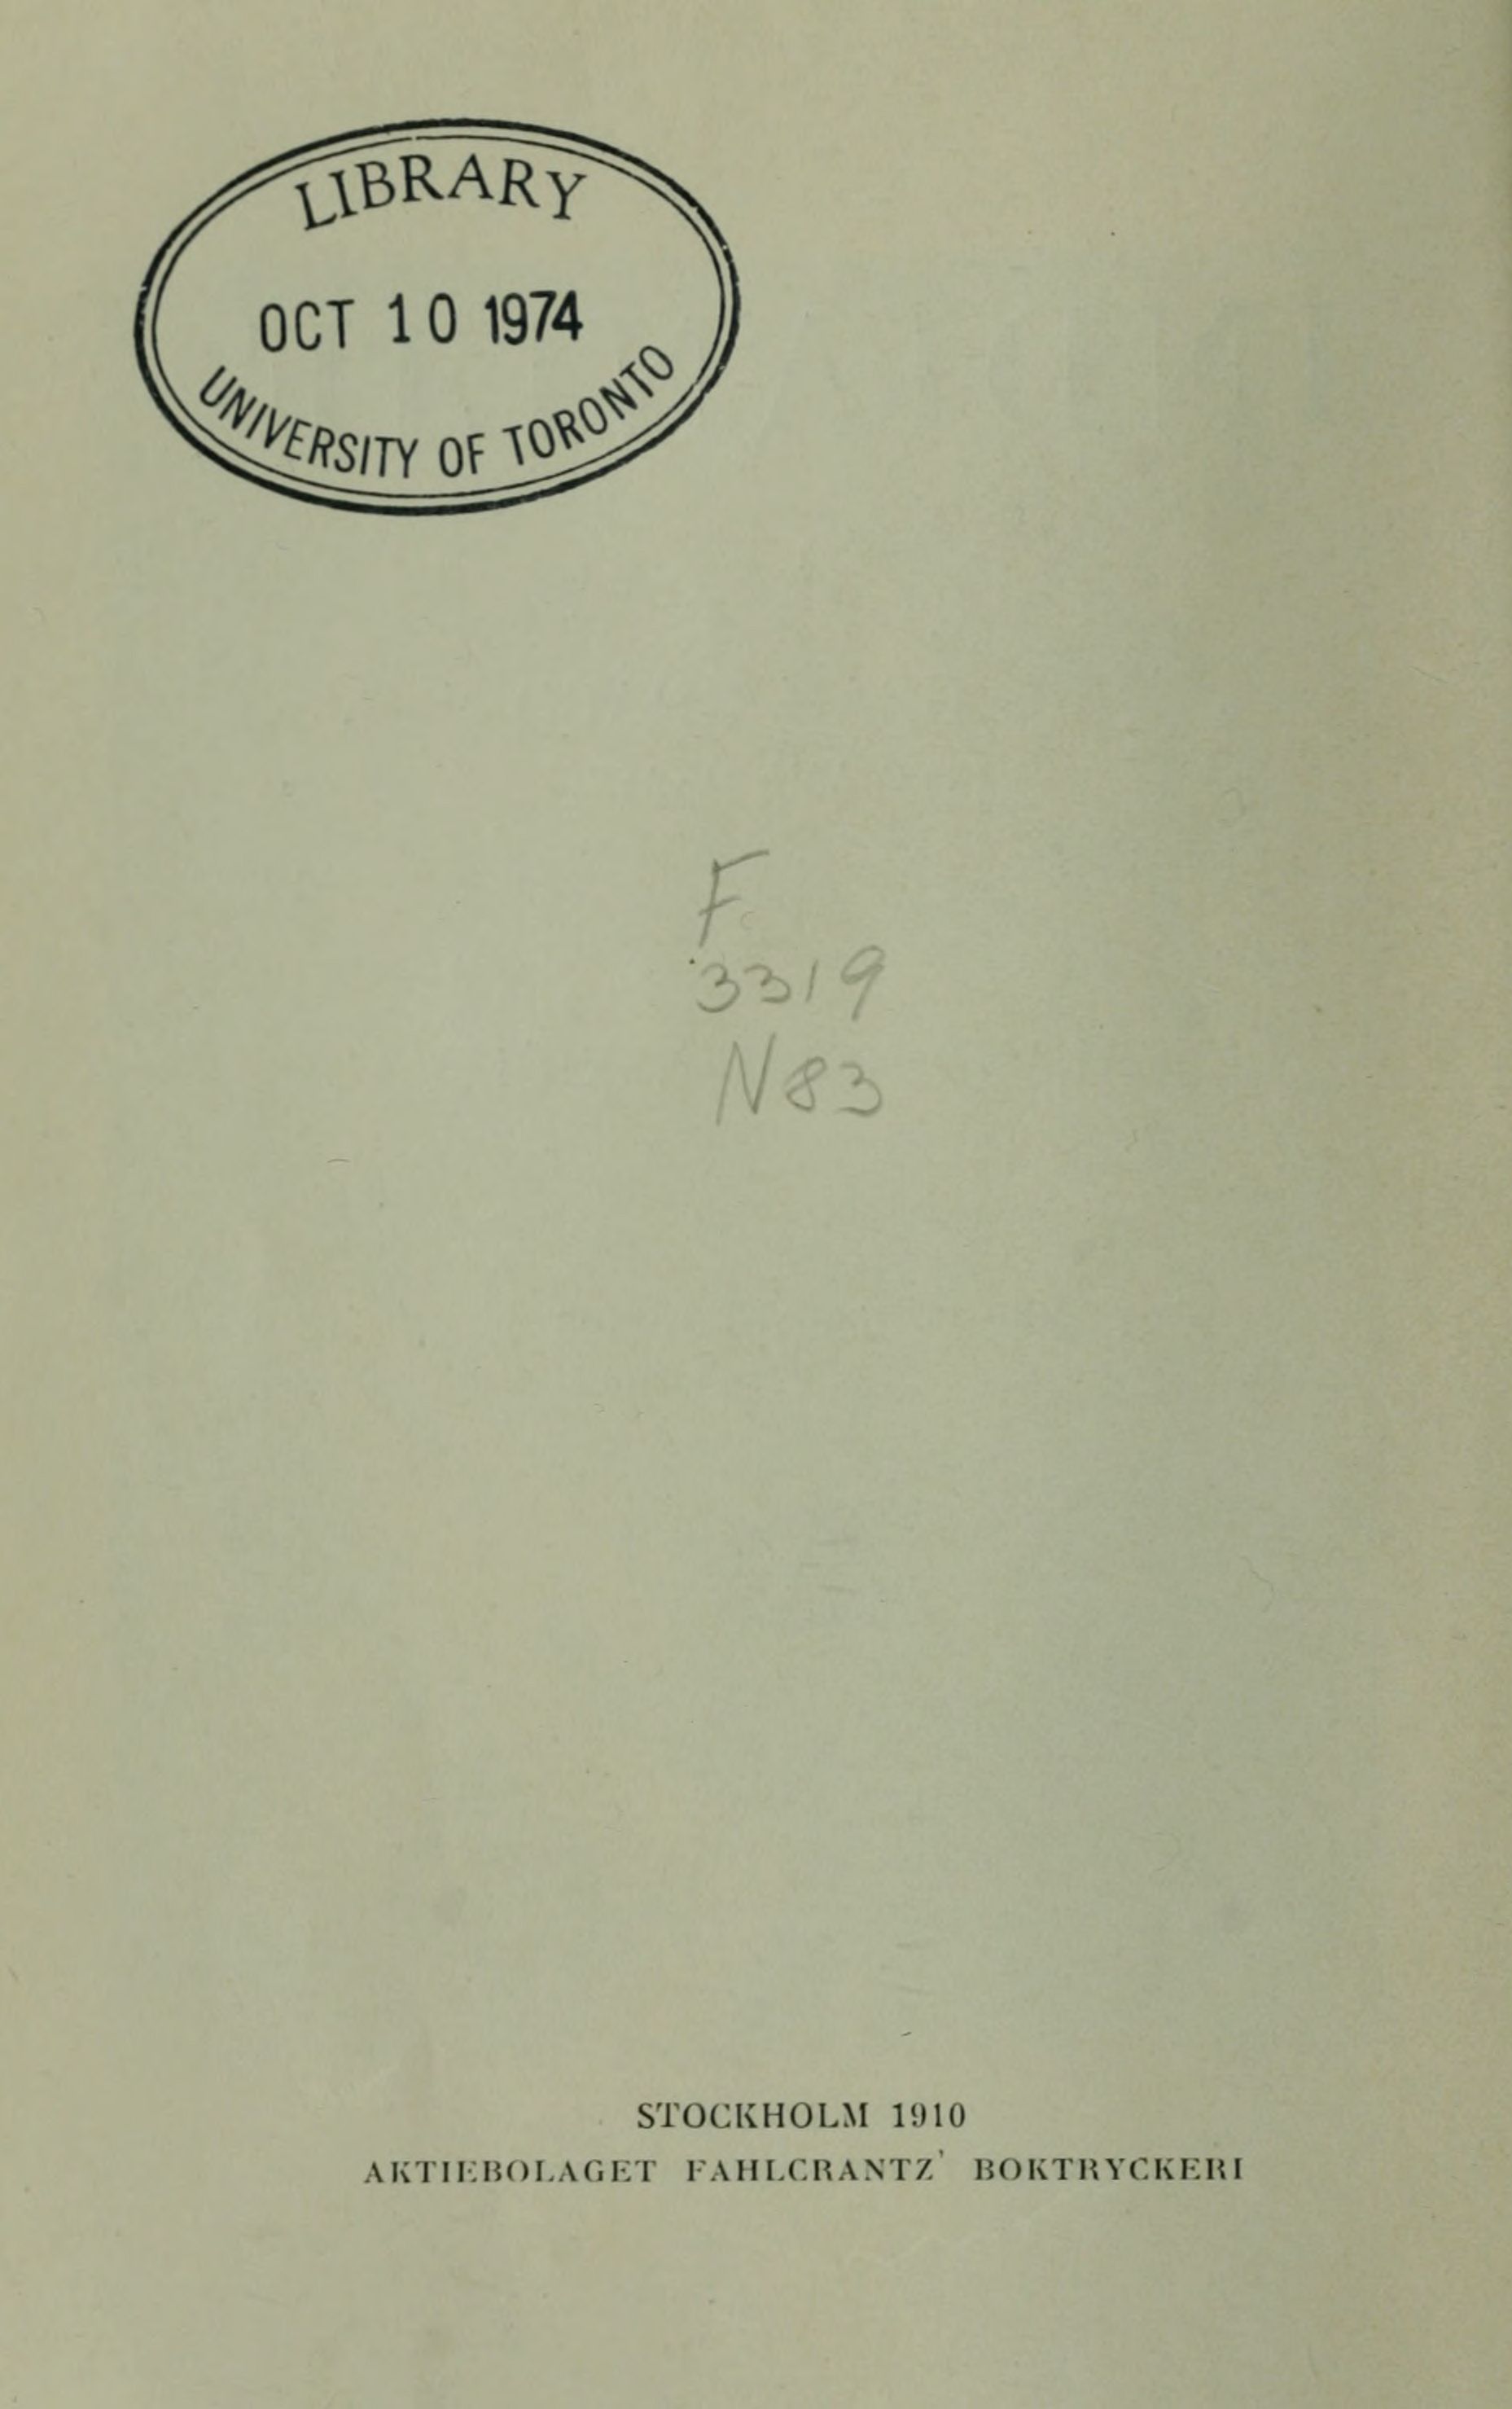 LIBRARY
OCT 10 1974
UNIVERSITY OF TORONTO
F
3319
N83
STOCKHOLM 1910
AKTIEBOLAGET FAHLCRANTZ' BOKTRYCKERI